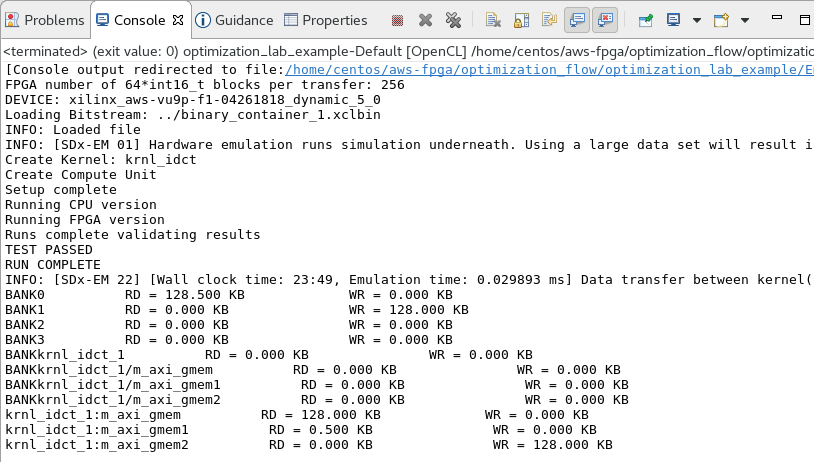 Problems Console Guidance Properties
<terminated> (exit value: 0) optimization_lab_example-Default [OpenCL] /home/centos/aws-fpga/optimization_flow/optimizatic
[Console output redirected to file:/home/centos/aws-fpga/optimization_flow/optimization_lab_example/E
FPGA number of 64*int16_t blocks per transfer: 256
DEVICE: xilinx_aws-vu9p-f1-04261818_dynamic_5_0
Loading Bitstream: ../binary_container_1.xclbin
INFO: Loaded file
INFO: [SDx-EM 01] Hardware emulation runs simulation underneath. Using a large data set will result i
Create Kernel: krnl_idct
Create Compute Unit
Setup complete
Running CPU version
Running FPGA version
Runs complete validating results
TEST PASSED
RUN COMPLETE
INFO: [SDx-EM 22] [Wall clock time: 23:49, Emulation time: 0.029893 ms] Data transfer between kernel(
BANK0 RD = 128.500 KB WR = 0.000 KB
BANK1 RD = 0.000 KB WR = 128.000 KB
BANK2 RD = 0.000 KB WR = 0.000 KB
BANK3 RD = 0.000 KB WR = 0.000 KB
BANKkrnl_idct_1 RD = 0.000 KB WR = 0.000 KB
BANKkrnl_idct_1/m_axi_gmem RD = 0.000 KB WR = 0.000 KB
BANKkrnl_idct_1/m_axi_gmem1 RD = 0.000 KB WR = 0.000 KB
BANKkrnl_idct_1/m_axi_gmem2 RD = 0.000 KB WR = 0.000 KB
krnl_idct_1:m_axi_gmem RD = 128.000 KB WR = 0.000 KB
krnl_idct_1:m_axi_gmem1 RD = 0.500 KB WR = 0.000 KB
krnl_idct_1:m_axi_gmem2 RD = 0.000 KB WR = 128.000 KB